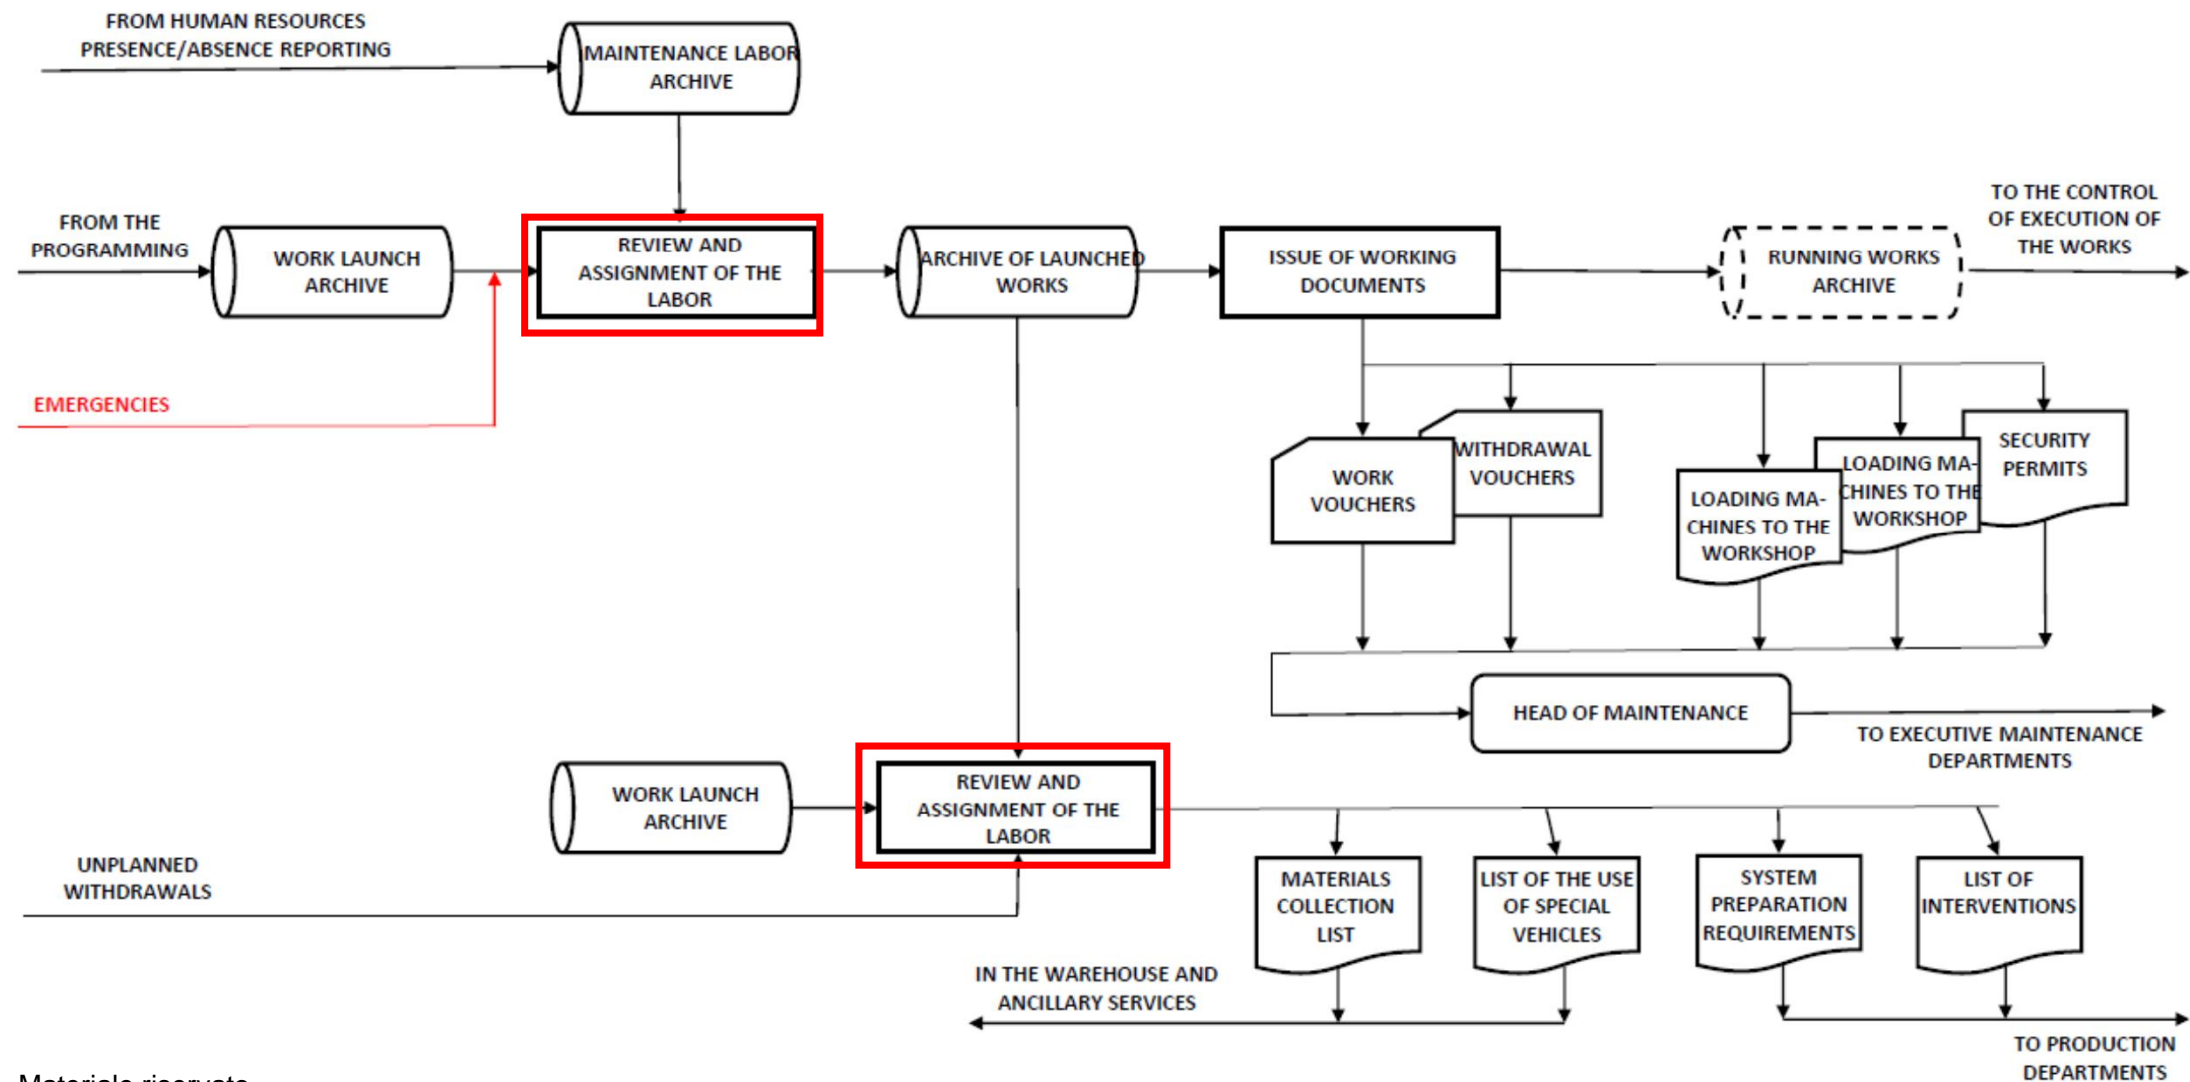 FROM HUMAN RESOURCES
PRESENCE/ABSENCE REPORTING
MAINTENANCE LABOR
ARCHIVE
FROM THE
PROGRAMMING
WORK LAUNCH
ARCHIVE
REVIEW AND
ASSIGNMENT OF THE
LABOR
ARCHIVE OF LAUNCHED
WORKS
ISSUE OF WORKING
DOCUMENTS
RUNNING WORKS
ARCHIVE
TO THE CONTROL
OF EXECUTION OF
THE WORKS
EMERGENCIES
WORK
VOUCHERS
WITHDRAWAL
VOUCHERS
LOADING MA-
CHINES TO THE
WORKSHOP
LOADING MA-
CHINES TO THE
WORKSHOP
SECURITY
PERMITS
HEAD OF MAINTENANCE
TO EXECUTIVE MAINTENANCE
DEPARTMENTS
WORK LAUNCH
ARCHIVE
REVIEW AND
ASSIGNMENT OF THE
LABOR
UNPLANNED
WITHDRAWALS
MATERIALS
COLLECTION
LIST
LIST OF THE USE
OF SPECIAL
VEHICLES
SYSTEM
PREPARATION
REQUIREMENTS
LIST OF
INTERVENTIONS
IN THE WAREHOUSE AND
ANCILLARY SERVICES
TO PRODUCTION
DEPARTMENTS
Materiale riservato